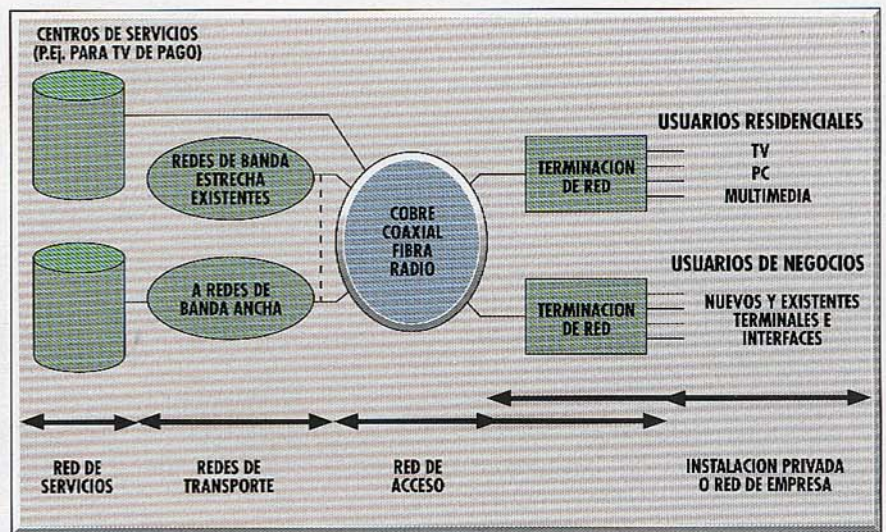 CENTROS DE SERVICIOS
(P.Ej. PARA TV DE PAGO)
REDES DE BANDA
ESTRECHA
EXISTENTES
A REDES DE
BANDA ANCHA
COBRE
COAXIAL
FIBRA
RADIO
TERMINACION
DE RED
TERMINACION
DE RED
USUARIOS RESIDENCIALES
TV
PC
MULTIMEDIA
USUARIOS DE NEGOCIOS
NUEVOS Y EXISTENTES
TERMINALES E
INTERFACES
RED DE
SERVICIOS
REDES DE
TRANSPORTE
RED DE
ACCESO
INSTALACION PRIVADA
O RED DE EMPRESA